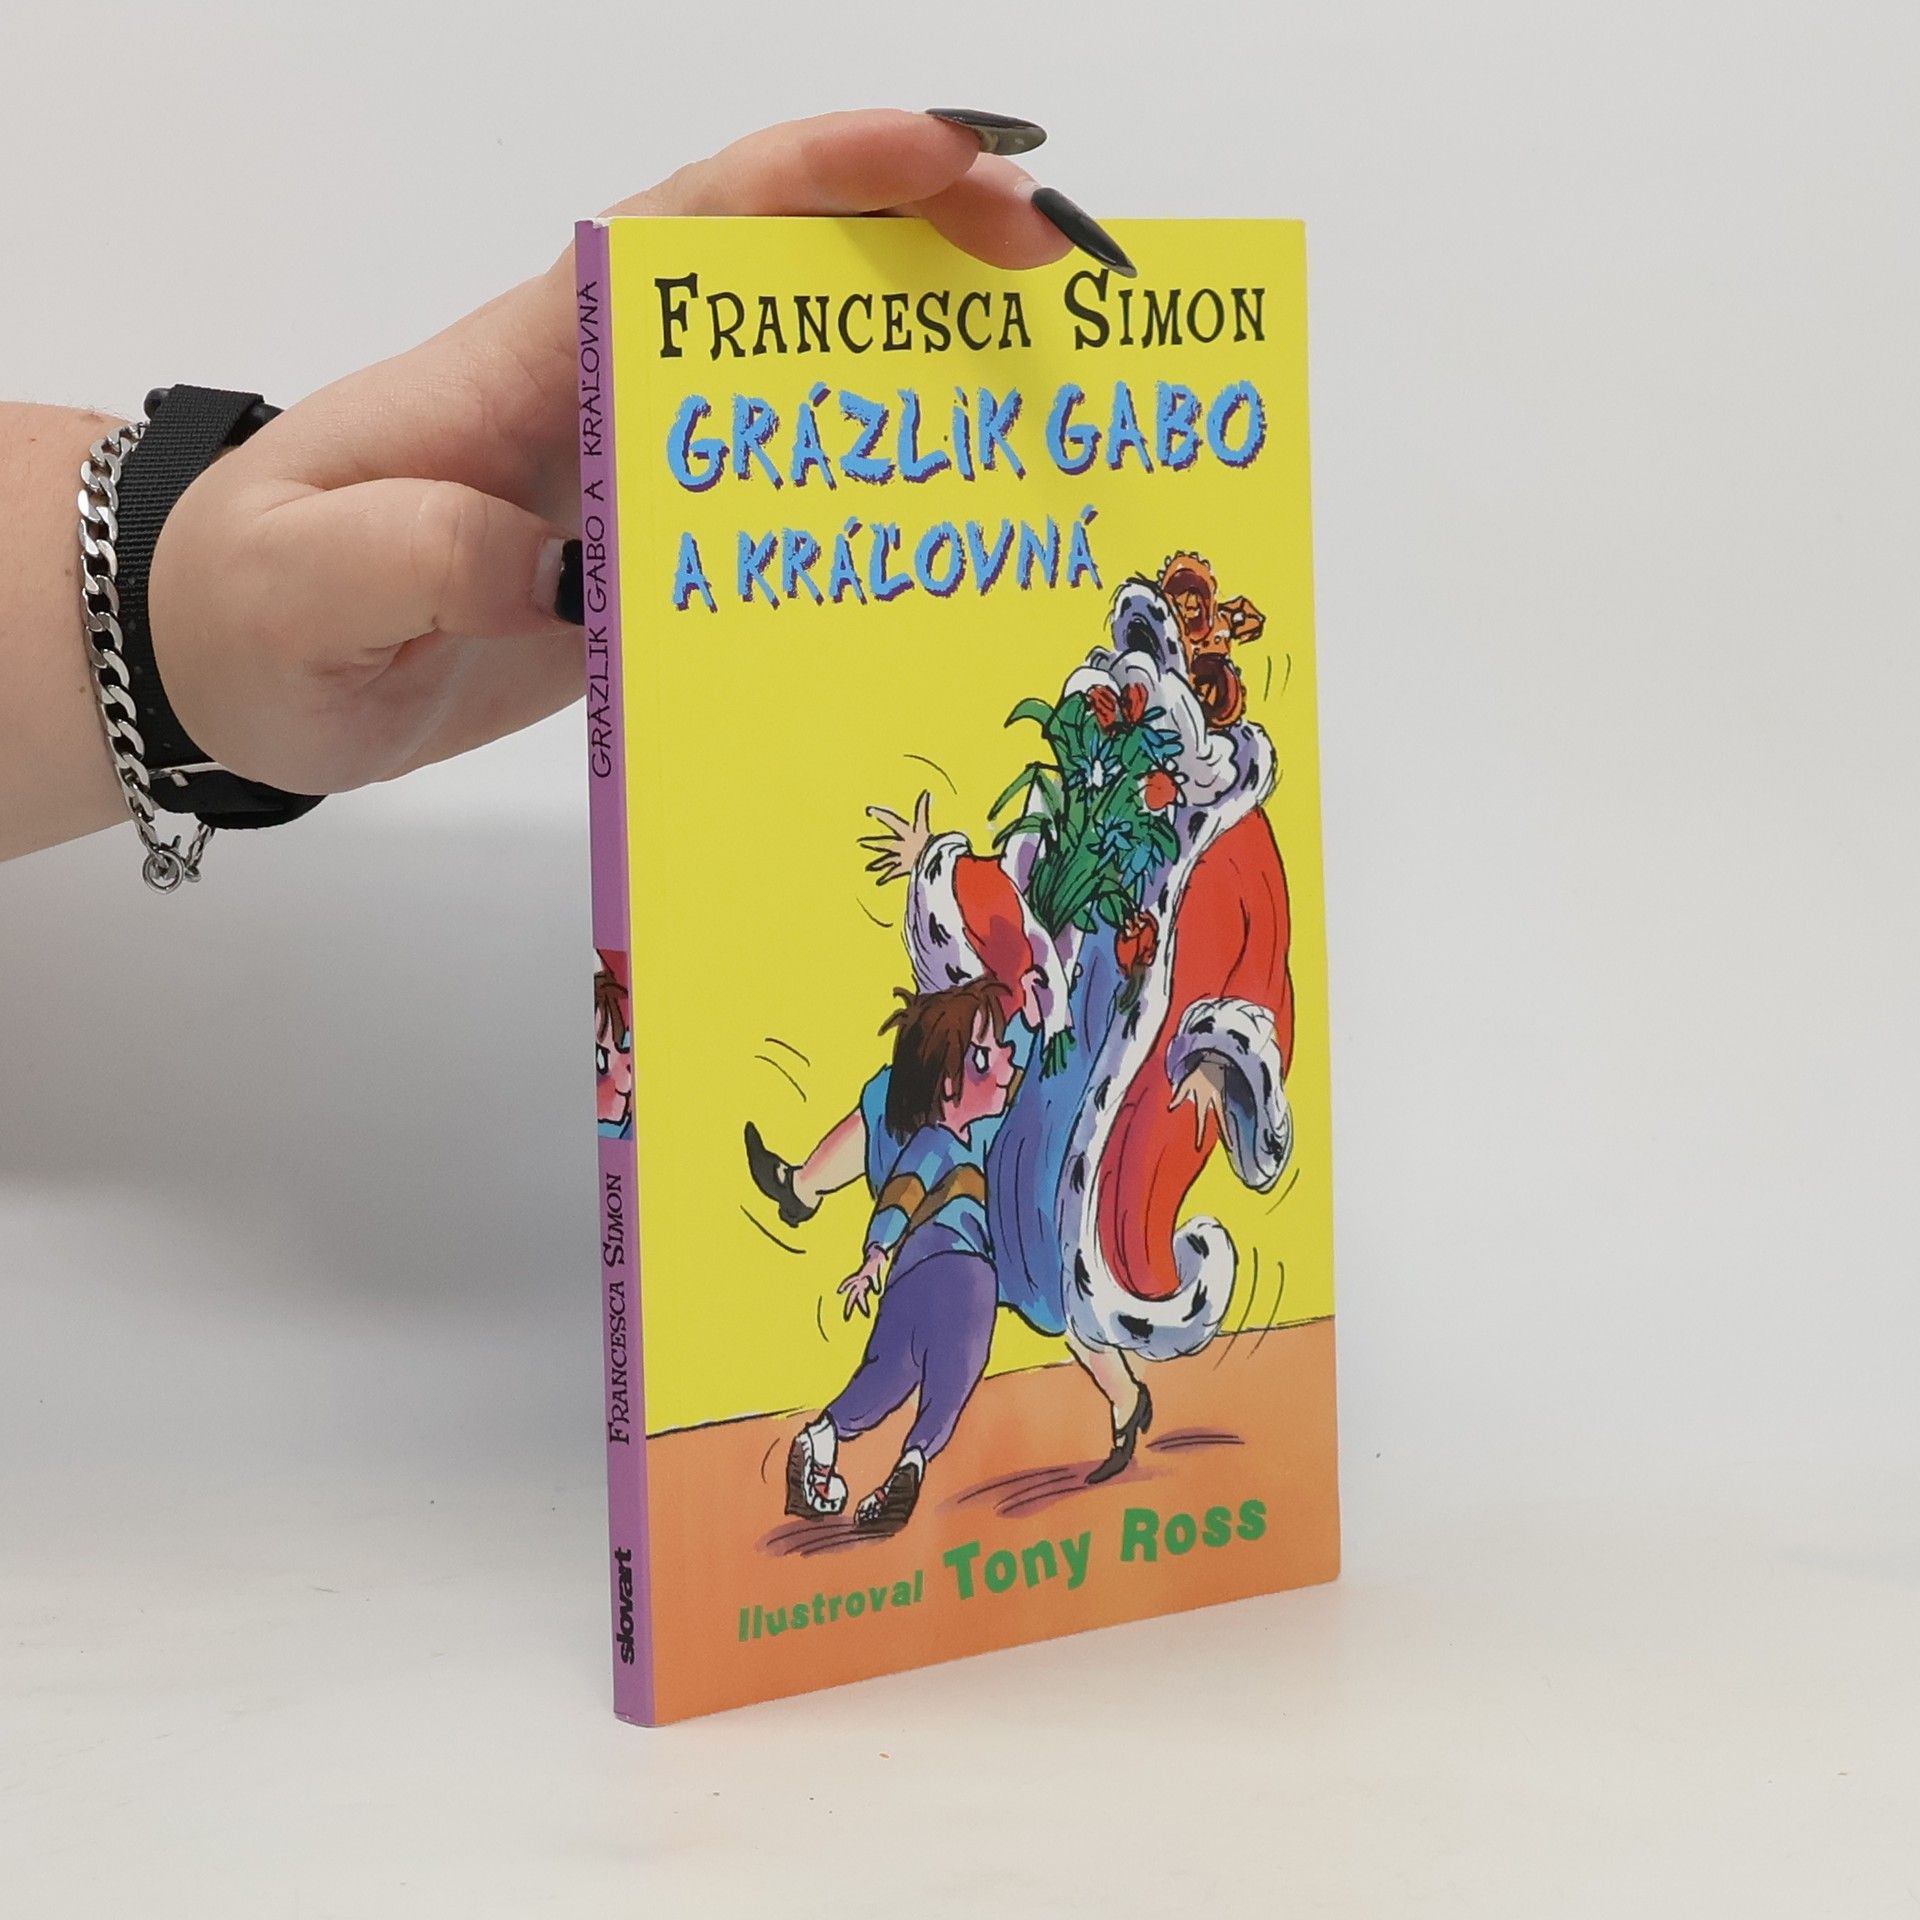 FRANCESCA SIMON
GRÁZLIK GABO
A KRÁĽOVNÁ
Ilustroval Tony Ross
GRÁZLIK GABO A KRÁĽOVNÁ
FRANCESCA SIMON
slovart